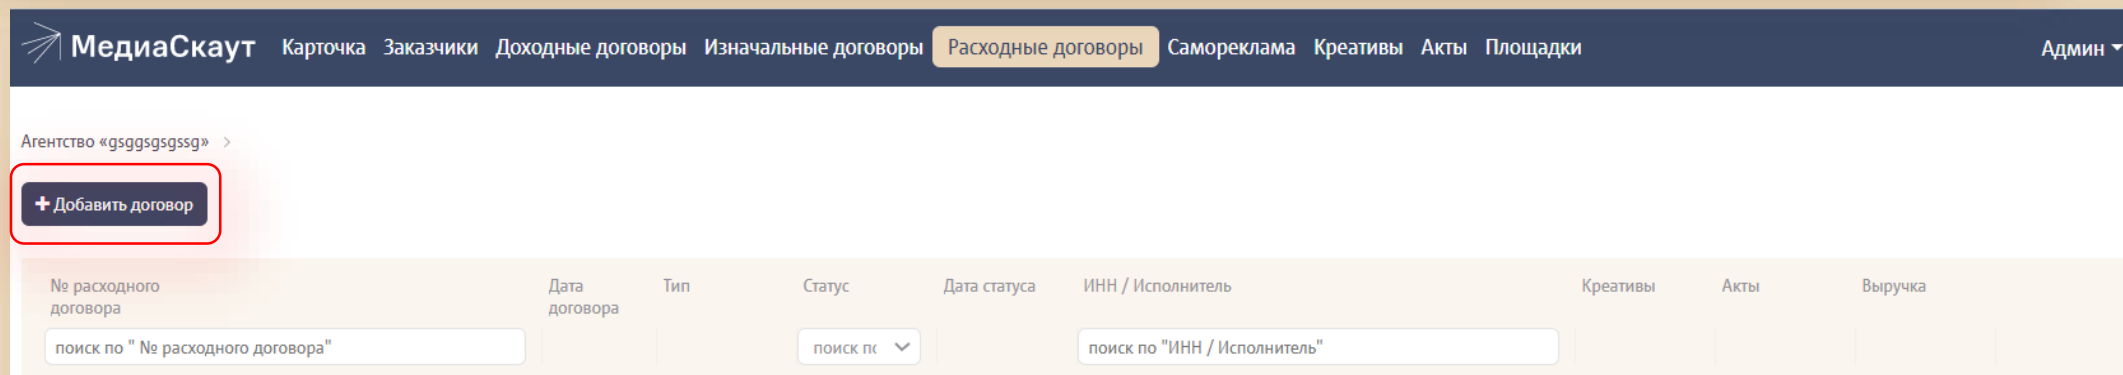 МедиаСкаут Карточка Заказчики Доходные договоры Изначальные договоры Расходные договоры Самореклама Креативы Акты Площадки Админ
Агентство «gsggsgsgssg» >
+ Добавить договор
№ расходного договора
Дата договора
Тип
Статус
Дата статуса
ИНН / Исполнитель
Креативы
Акты
Выручка
поиск по " № расходного договора"
поиск пс
поиск по "ИНН / Исполнитель"